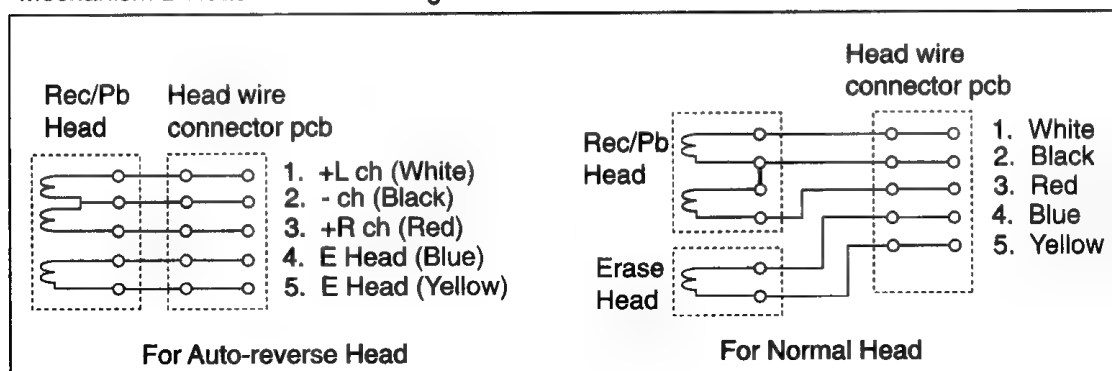 Rec/Pb Head
Head wire connector pcb
1. +L ch (White)
2. - ch (Black)
3. +R ch (Red)
4. E Head (Blue)
5. E Head (Yellow)
For Auto-reverse Head
Head wire
connector pcb
Rec/Pb
Head
Erase
Head
1. White
2. Black
3. Red
4. Blue
5. Yellow
For Normal Head